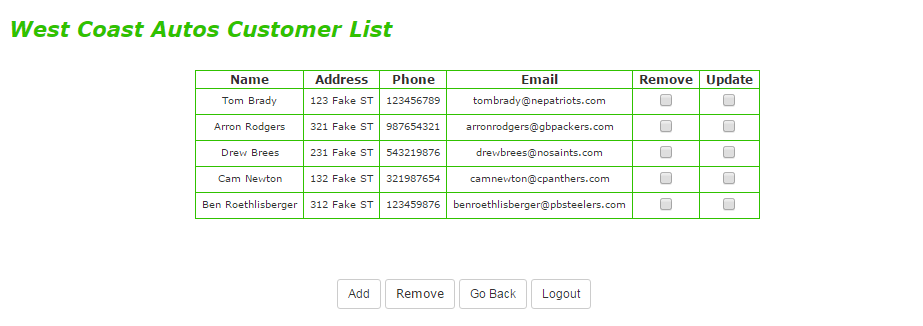 West Coast Autos Customer List
Name Address Phone Email Remove Update
Tom Brady 123 Fake ST 123456789 tombrady@nepatriots.com
Arron Rodgers 321 Fake ST 987654321 arronrodgers@gbpackers.com
Drew Brees 231 Fake ST 543219876 drewbrees@nosaints.com
Cam Newton 132 Fake ST 321987654 camnewton@cpanthers.com
Ben Roethlisberger 312 Fake ST 123459876 benroethlisberger@pbsteelers.com
Add Remove Go Back Logout